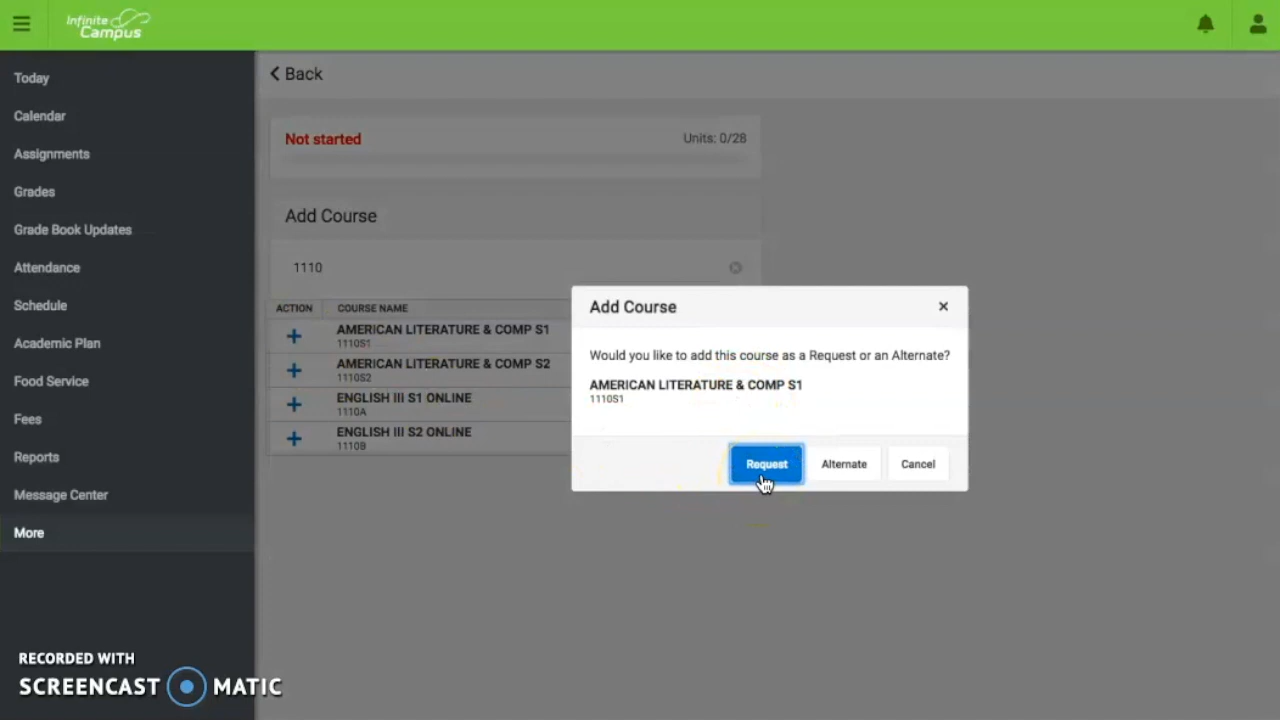 Infinite
Campus
Today
Calendar
Assignments
Grades
Grade Book Updates
Attendance
Schedule
Academic Plan
Food Service
Fees
Reports
Message Center
More
Back
Not started
Units: 0/28
Add Course
1110
ACTION COURSE NAME
AMERICAN LITERATURE & COMP S1
1110S1
AMERICAN LITERATURE & COMP S2
1110S2
ENGLISH III S1 ONLINE
1110A
ENGLISH III S2 ONLINE
1110B
Add Course
Would you like to add this course as a Request or an Alternate?
AMERICAN LITERATURE & COMP S1
1110S1
Request Alternate Cancel
RECORDED WITH
SCREENCAST MATIC